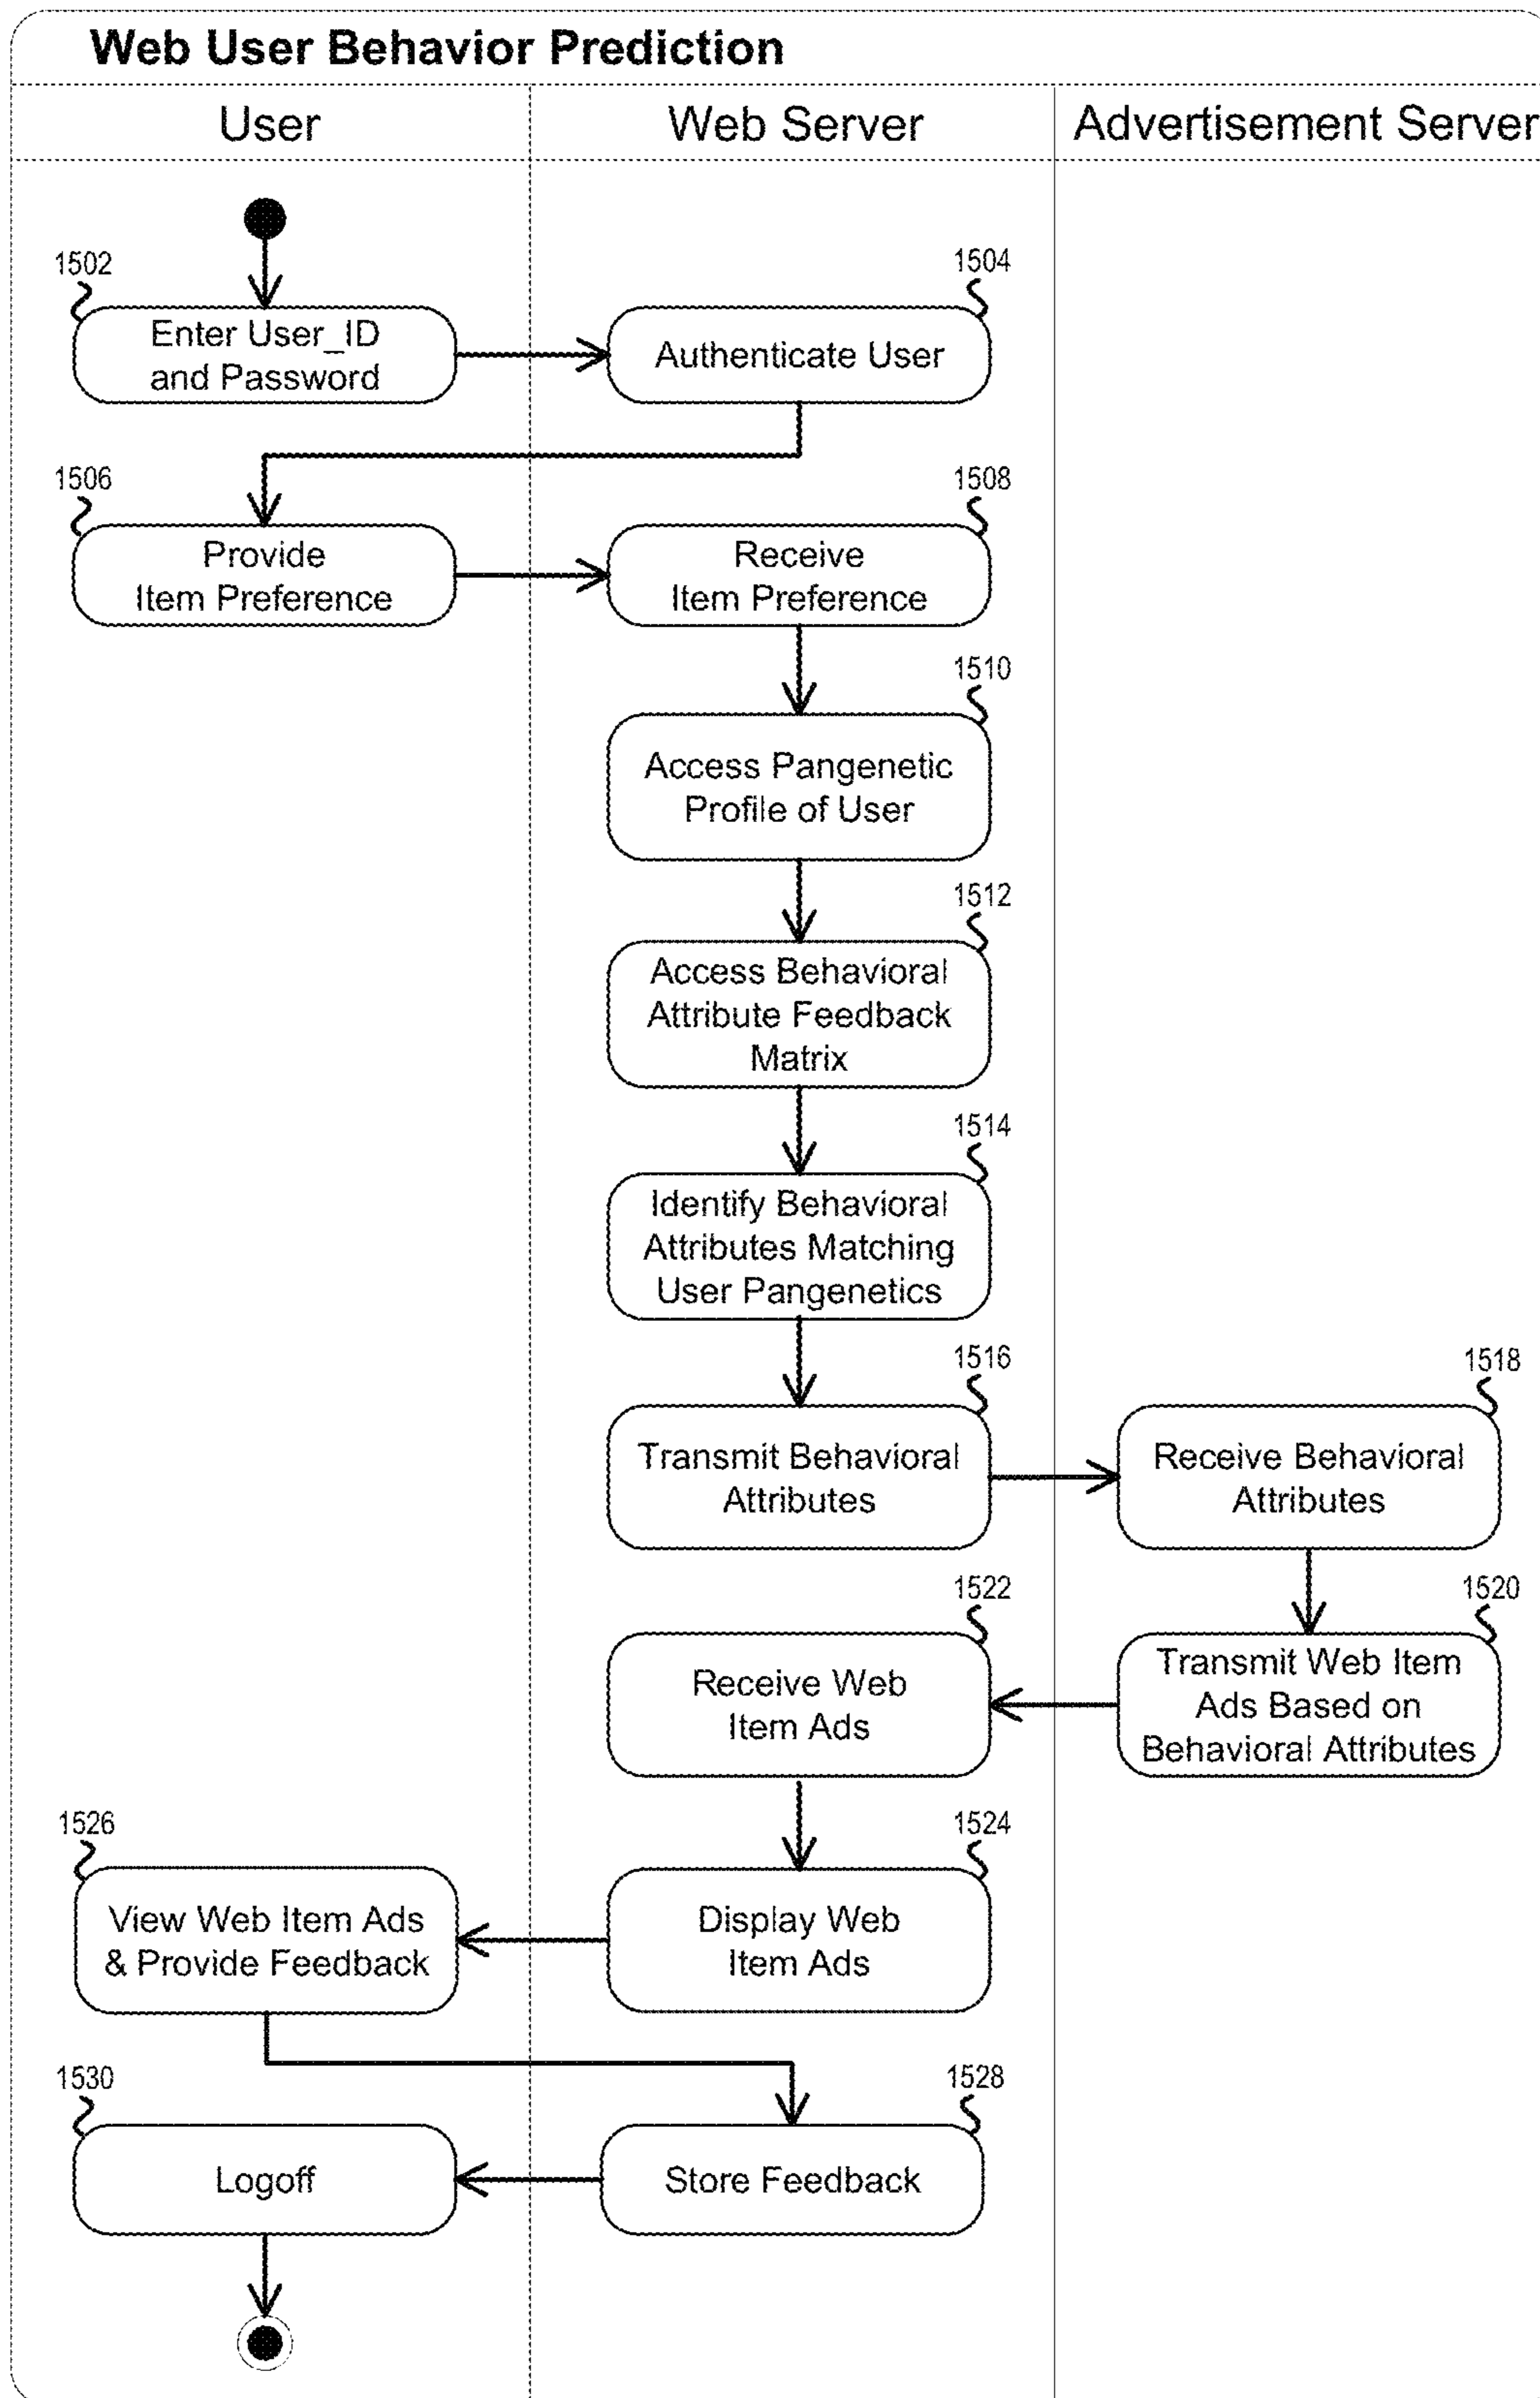 Web User Behavior Prediction
User
Web Server
Advertisement Server
1502
Enter User_ID
and Password
1504
Authenticate User
1506
Provide
Item Preference
1508
Receive
Item Preference
1510
Access Pangenetic
Profile of User
1512
Access Behavioral
Attribute Feedback
Matrix
1514
Identify Behavioral
Attributes Matching
User Pangenetics
1516
Transmit Behavioral
Attributes
1518
Receive Behavioral
Attributes
1520
Transmit Web Item
Ads Based on
Behavioral Attributes
1522
Receive Web
Item Ads
1524
Display Web
Item Ads
1526
View Web Item Ads
& Provide Feedback
1528
Store Feedback
1530
Logoff